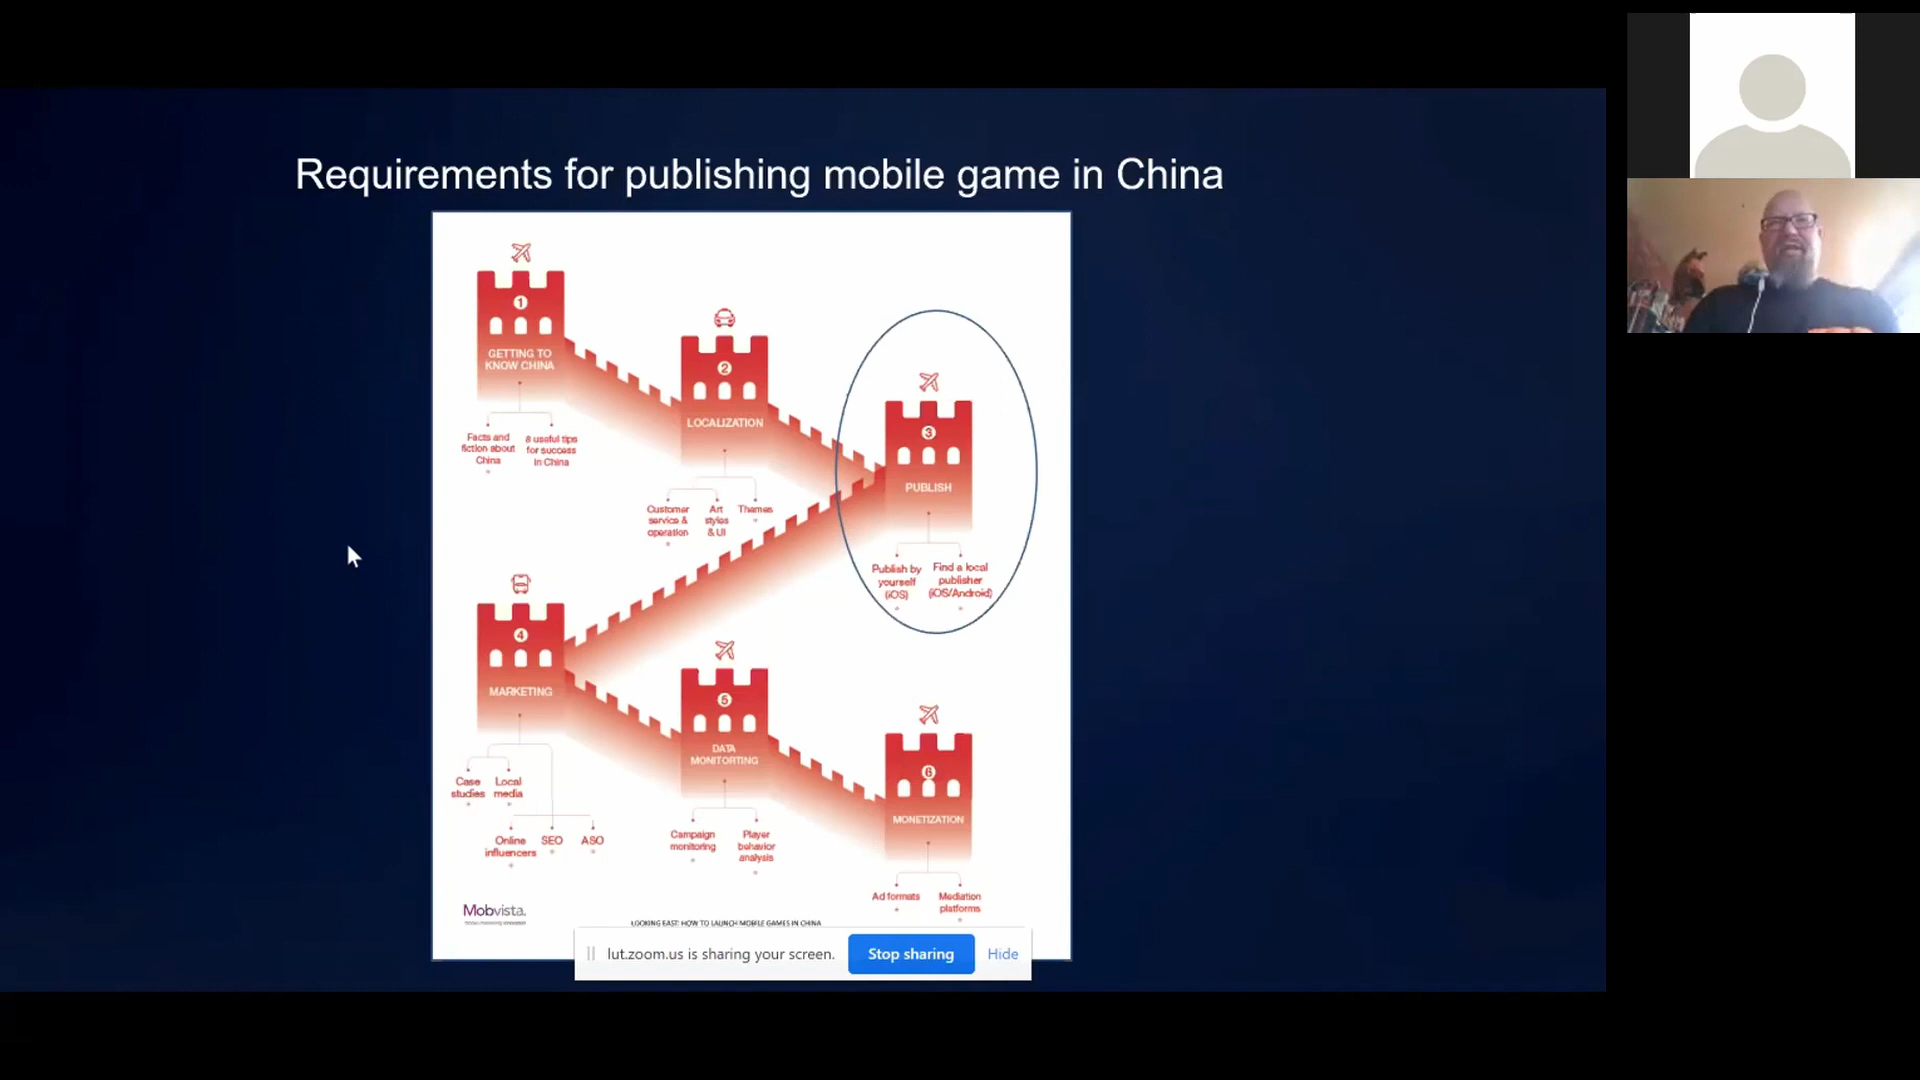 Requirements for publishing mobile game in China
1
GETTING TO
KNOW CHINA
Facts and
fiction about
China
8 useful tips
for success
in China
2
LOCALIZATION
Customer
service &
operation
Art
styles
& UI
Themes
3
PUBLISH
Publish by
yourself
(iOS)
Find a local
publisher
(iOS/Android)
4
MARKETING
Case
studies
Local
media
Online
influencers
SEO
ASO
5
DATA
MONITORTING
Campaign
monitoring
Player
behavior
analysis
6
MONETIZATION
Ad formats
Mediation
platforms
Mobvista.
LOOKING EAST: HOW TO LAUNCH MOBILE GAMES IN CHINA
lut.zoom.us is sharing your screen.
Stop sharing
Hide